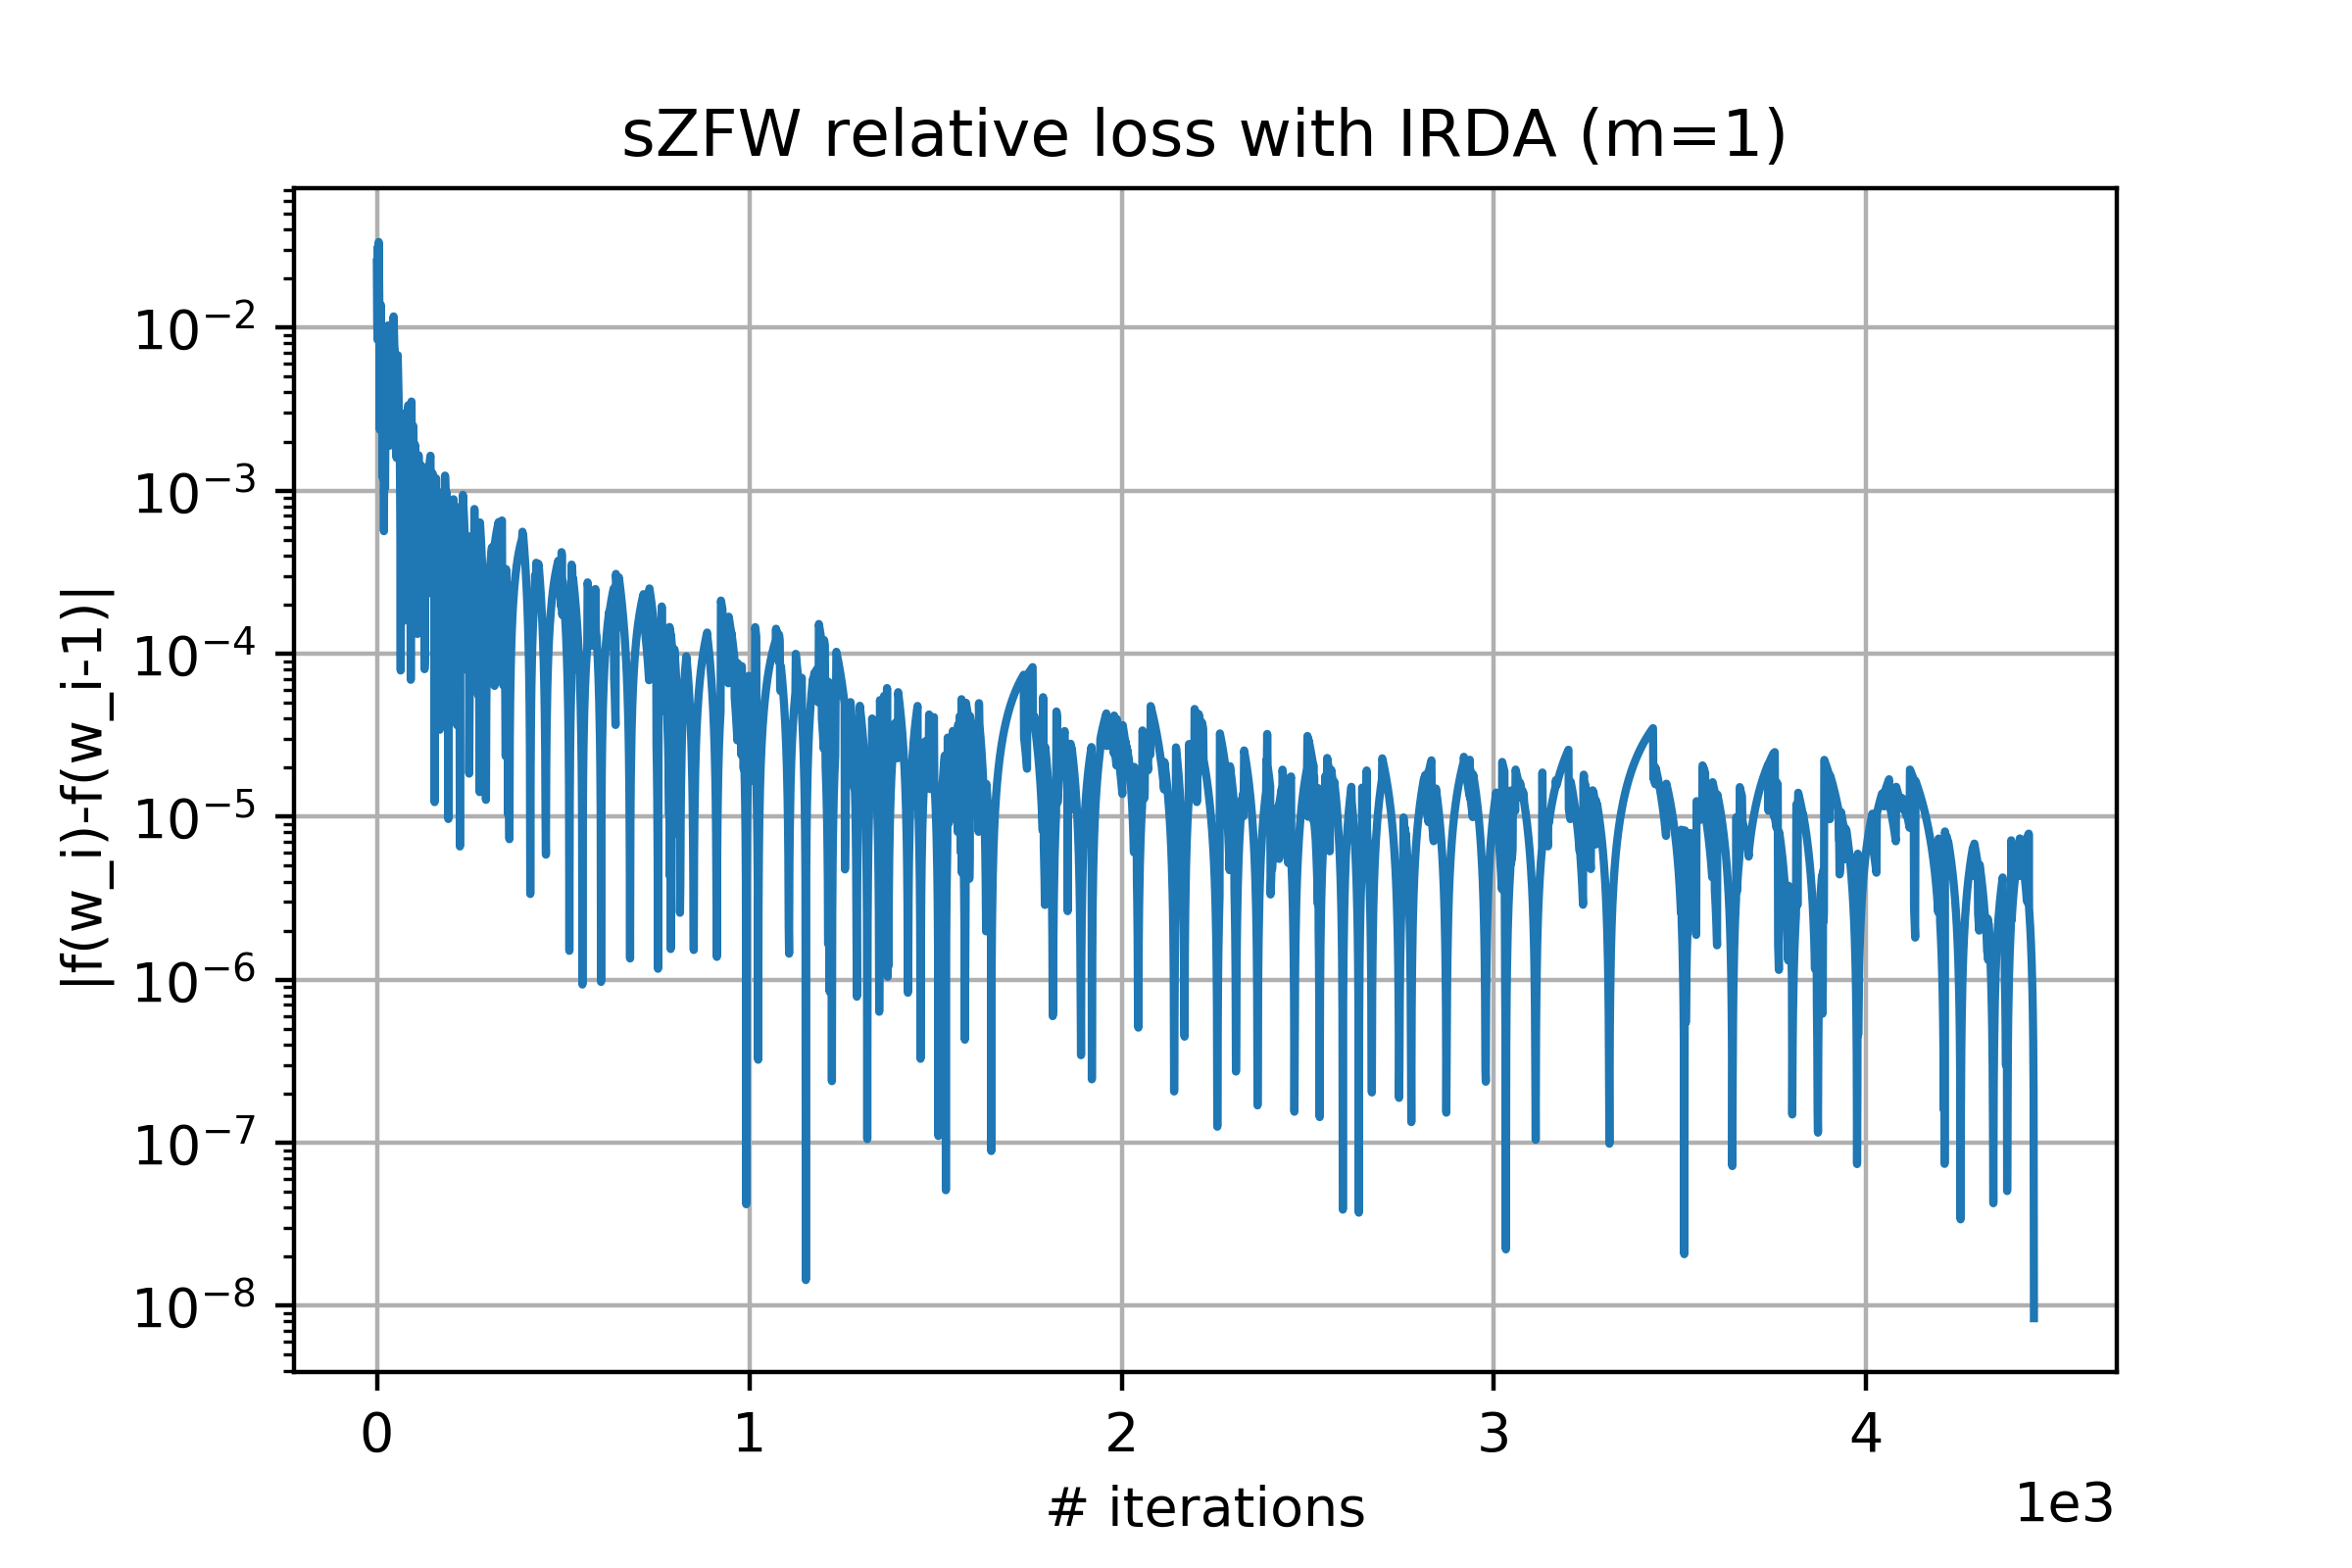 sZFW relative loss with IRDA (m=1)
|f(w_i)-f(w_i-1)|
10⁻²
10⁻³
10⁻⁴
10⁻⁵
10⁻⁶
10⁻⁷
10⁻⁸
0 1 2 3 4
# iterations
1e3